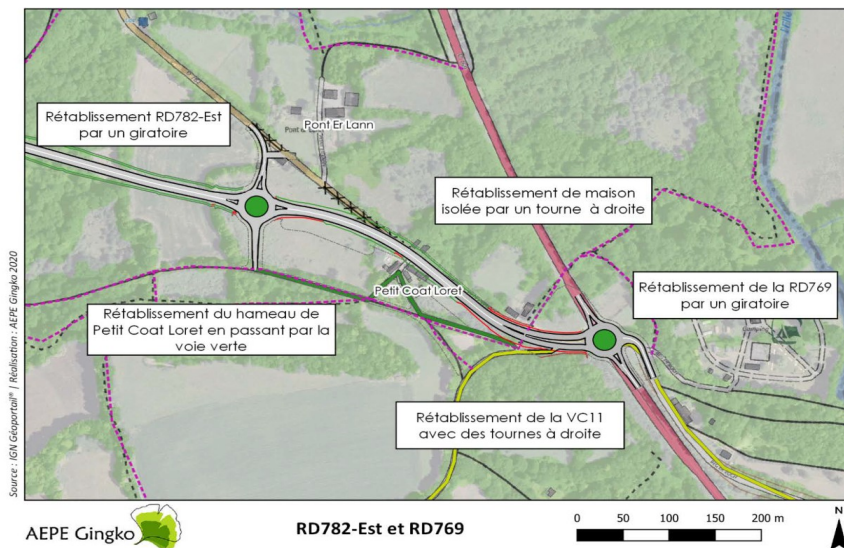 Rétablissement RD782-Est
par un giratoire
Pont Er Lann
Rétablissement de maison
isolée par un tourne à droite
Rétablissement de la RD769
par un giratoire
Petit Coat Loret
Rétablissement du hameau de
Petit Coat Loret en passant par la
voie verte
Rétablissement de la VC11
avec des tournes à droite
Source : IGN Géoportail® | Réalisation : AEPE Gingko 2020
AEPE Gingko
RD782-Est et RD769
0 50 100 150 200 m
N